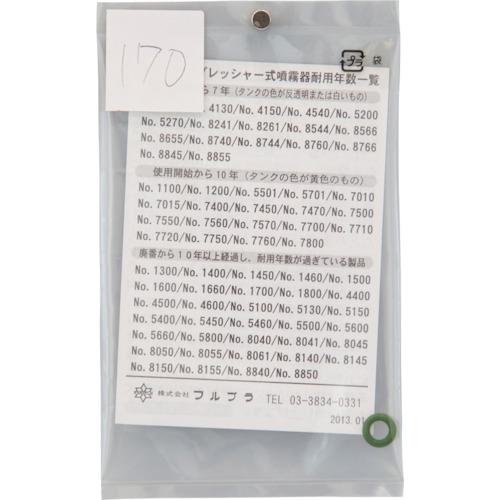 170
プラ 袋
レッシャー式噴霧器耐用年数一覧
ら7年（タンクの色が反透明または白いもの）
4130/No. 4150/No. 4540/No. 5200
No. 5270/No. 8241/No. 8261/No. 8544/No. 8566
No. 8655/No. 8740/No. 8744/No. 8760/No. 8766
No. 8845/No. 8855
使用開始から10年（タンクの色が黄色のもの）
No. 1100/No. 1200/No. 5501/No. 5701/No. 7010
No. 7015/No. 7400/No. 7450/No. 7470/No. 7500
No. 7550/No. 7560/No. 7570/No. 7700/No. 7710
No. 7720/No. 7750/No. 7760/No. 7800
廃番から10年以上経過し、耐用年数が過ぎている製品
No. 1300/No. 1400/No. 1450/No. 1460/No. 1500
No. 1600/No. 1660/No. 1700/No. 1800/No. 4400
No. 4500/No. 4600/No. 5100/No. 5130/No. 5150
No. 5400/No. 5450/No. 5460/No. 5500/No. 5600
No. 5660/No. 5800/No. 8040/No. 8041/No. 8045
No. 8050/No. 8055/No. 8061/No. 8140/No. 8145
No. 8150/No. 8155/No. 8840/No. 8850
株式会社 フルプラ TEL 03-3834-0331
2013. 01